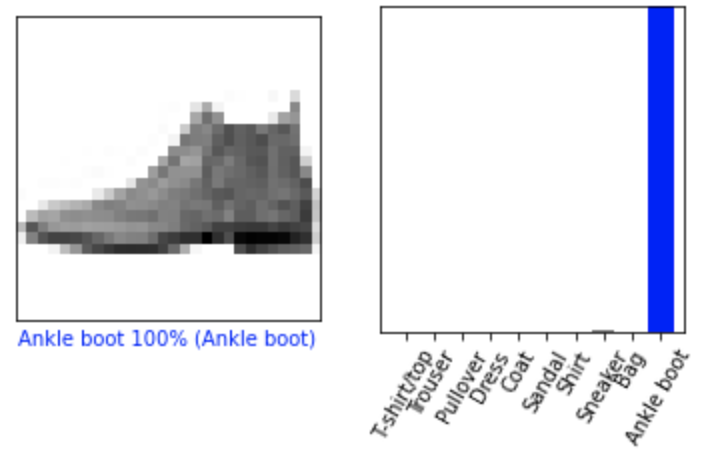 Ankle boot 100% (Ankle boot)
T-shirt/top
Trouser
Pullover
Dress
Coat
Sandal
Shirt
Sneaker
Bag
Ankle boot